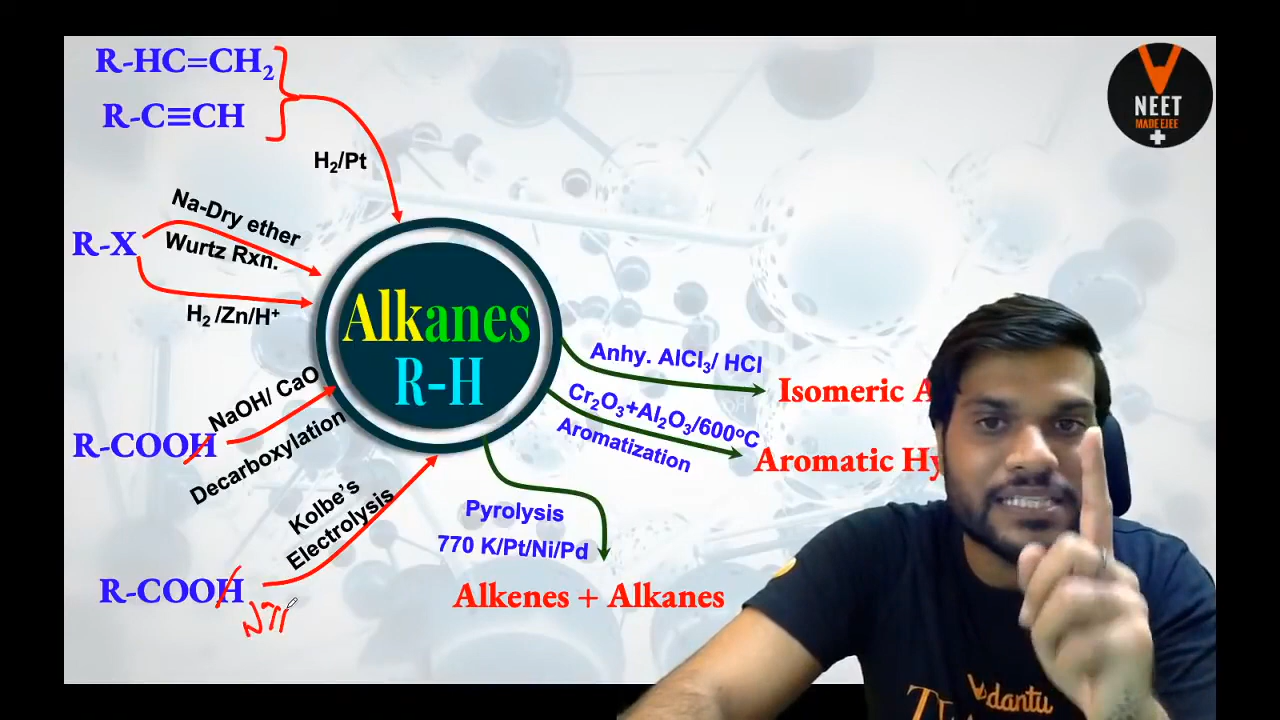 R-HC=CH₂
R-C≡CH
H₂/Pt
NEET
MADE EJEE
Na-Dry ether
R-X
Wurtz Rxn.
H₂ /Zn/H⁺
Alkanes
R-H
Anhy. AlCl₃/ HCl
Isomeric A
Cr₂O₃+Al₂O₃/600°C
Aromatization
Aromatic Hy
NaOH/ CaO
R-COOH
Decarboxylation
Kolbe's
Electrolysis
Pyrolysis
770 K/Pt/Ni/Pd
R-COOH
Alkenes + Alkanes
Vedantu